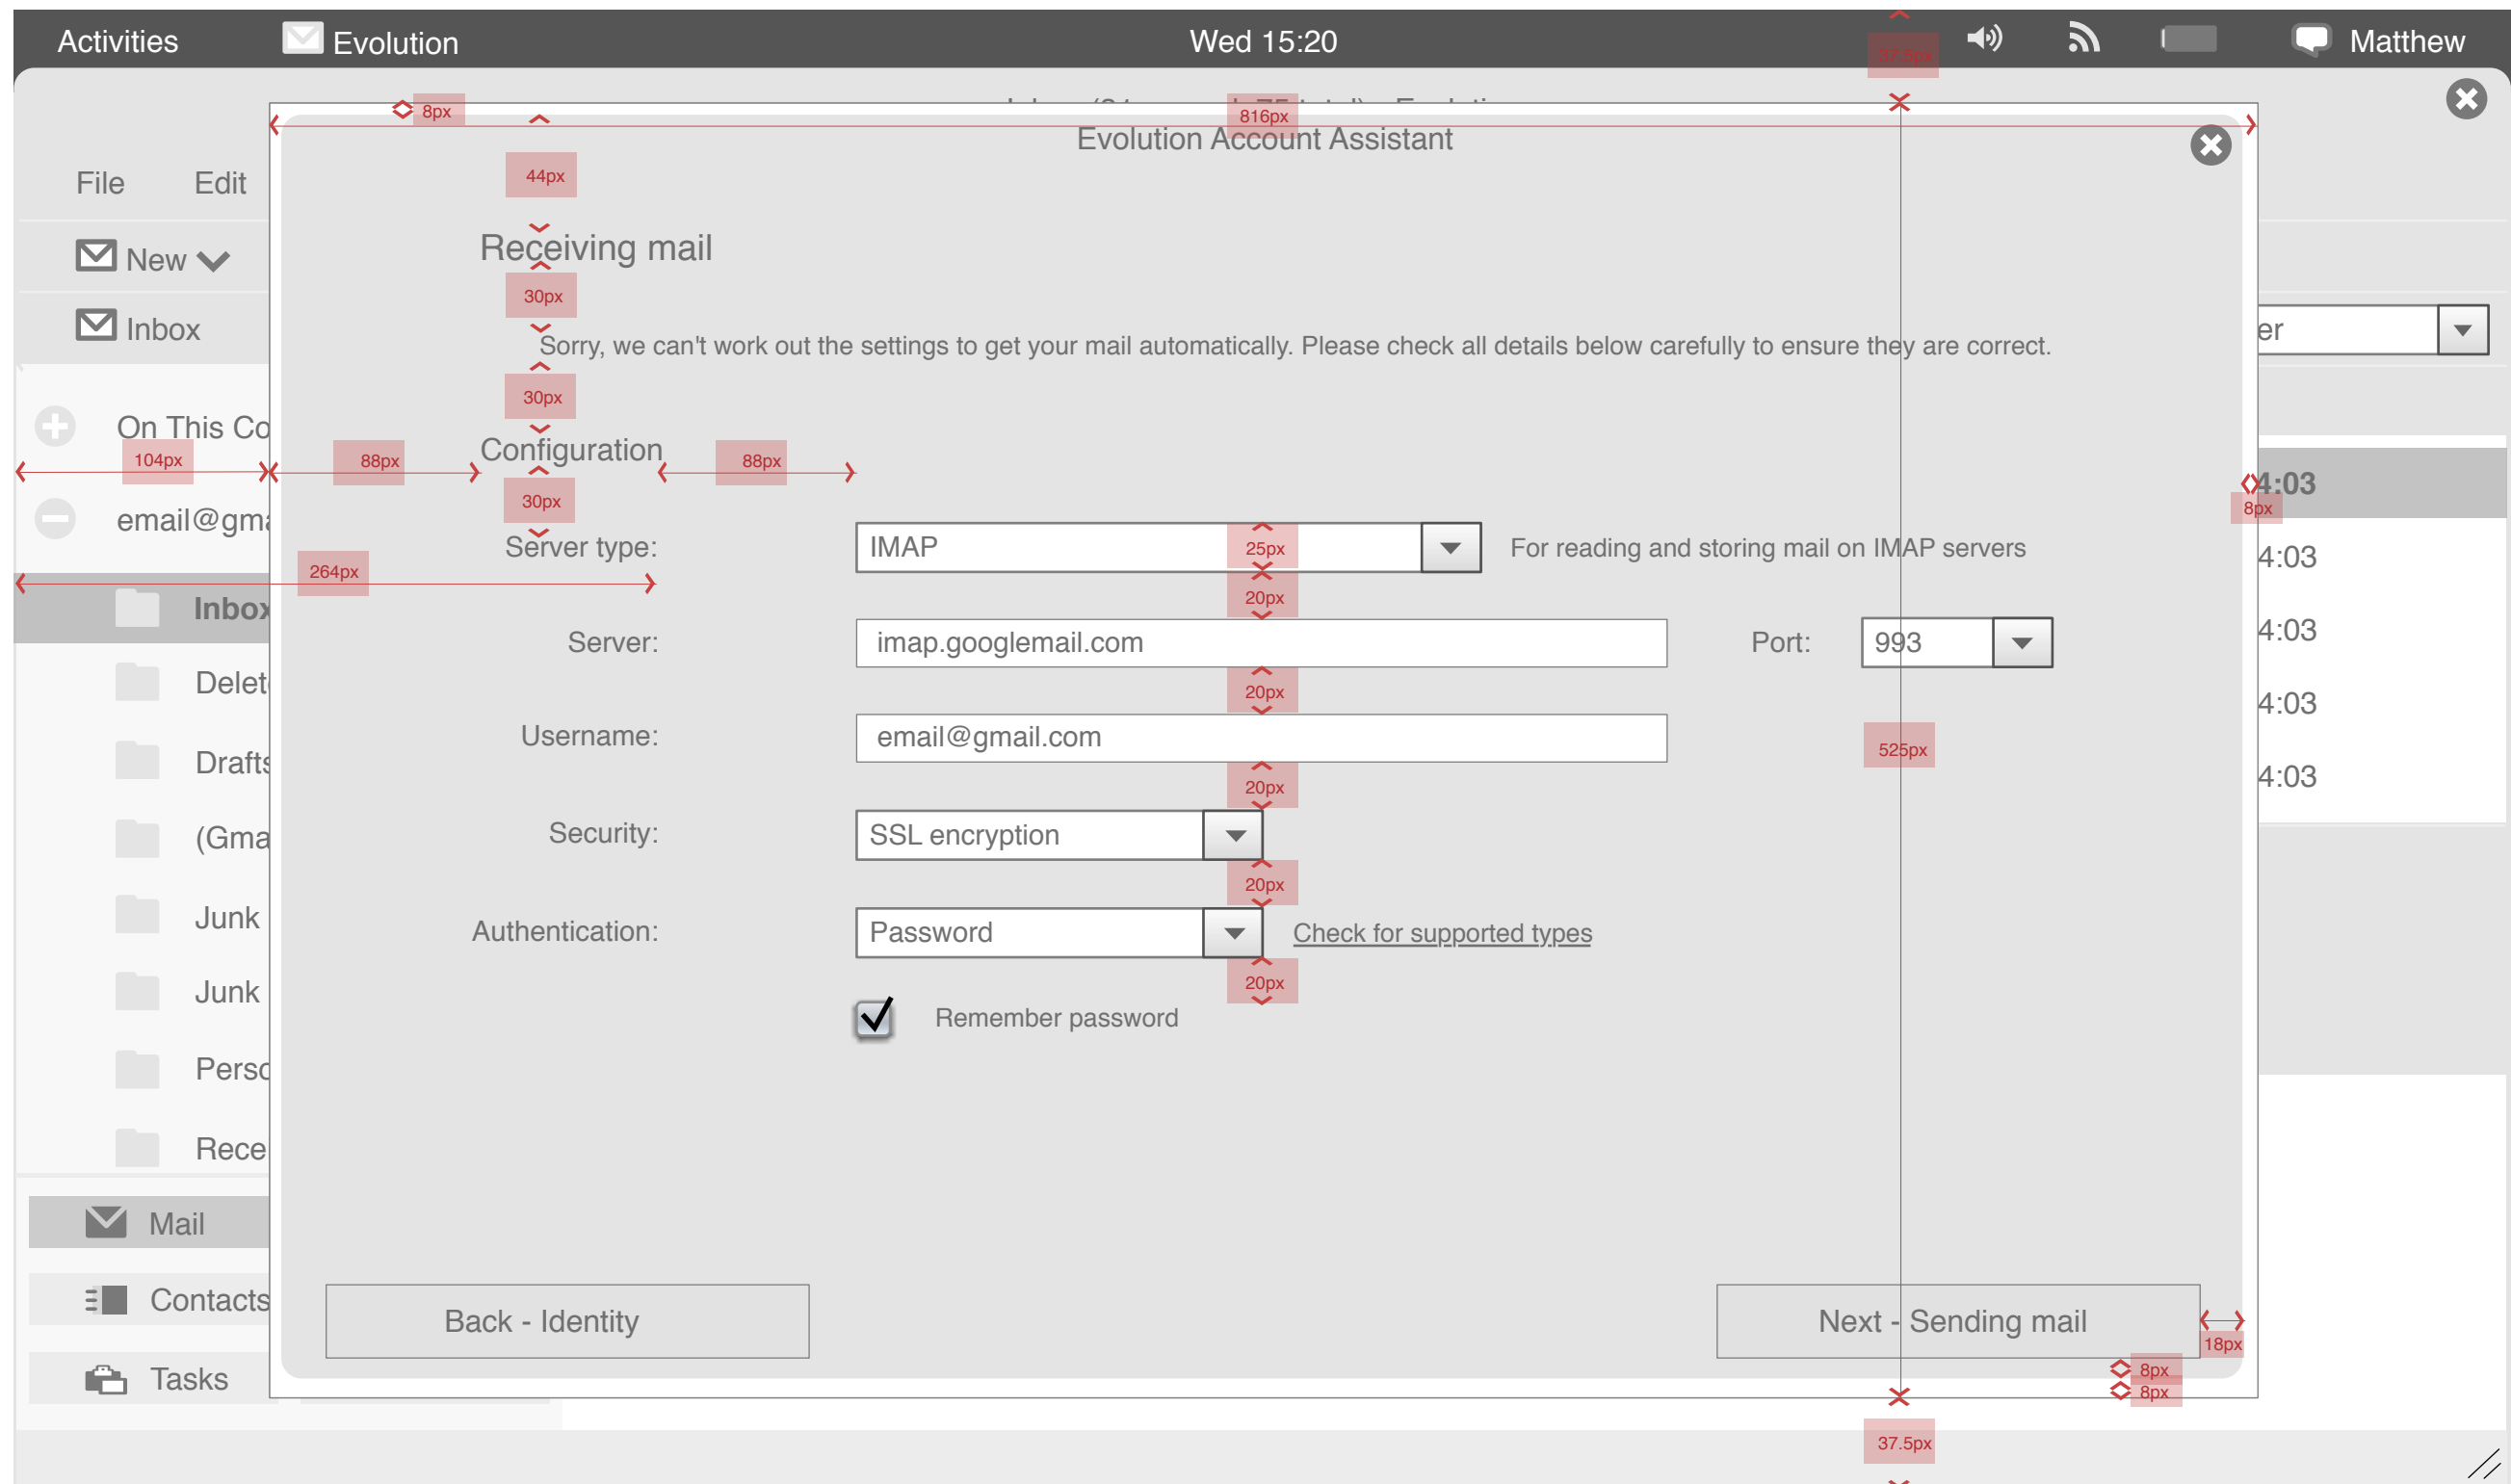 Activities Evolution Wed 15:20 37.5px Matthew
8px 816px
Evolution Account Assistant
File Edit 44px
Receiving mail
New
30px
Inbox er
Sorry, we can't work out the settings to get your mail automatically. Please check all details below carefully to ensure they are correct.
30px
On This Co
Configuration
104px 88px 88px
4:03
30px 8px
email@gma
Server type: IMAP 25px For reading and storing mail on IMAP servers
4:03
264px
20px
Inbox
Server: imap.googlemail.com Port: 993
4:03
Delet 20px
4:03
Username: email@gmail.com
525px
Drafts 4:03
20px
(Gma Security: SSL encryption
20px
Junk
Authentication: Password Check for supported types
20px
Junk
Remember password
Perso
Rece
Mail
Contacts
Back - Identity Next - Sending mail
18px
Tasks 8px
8px
37.5px